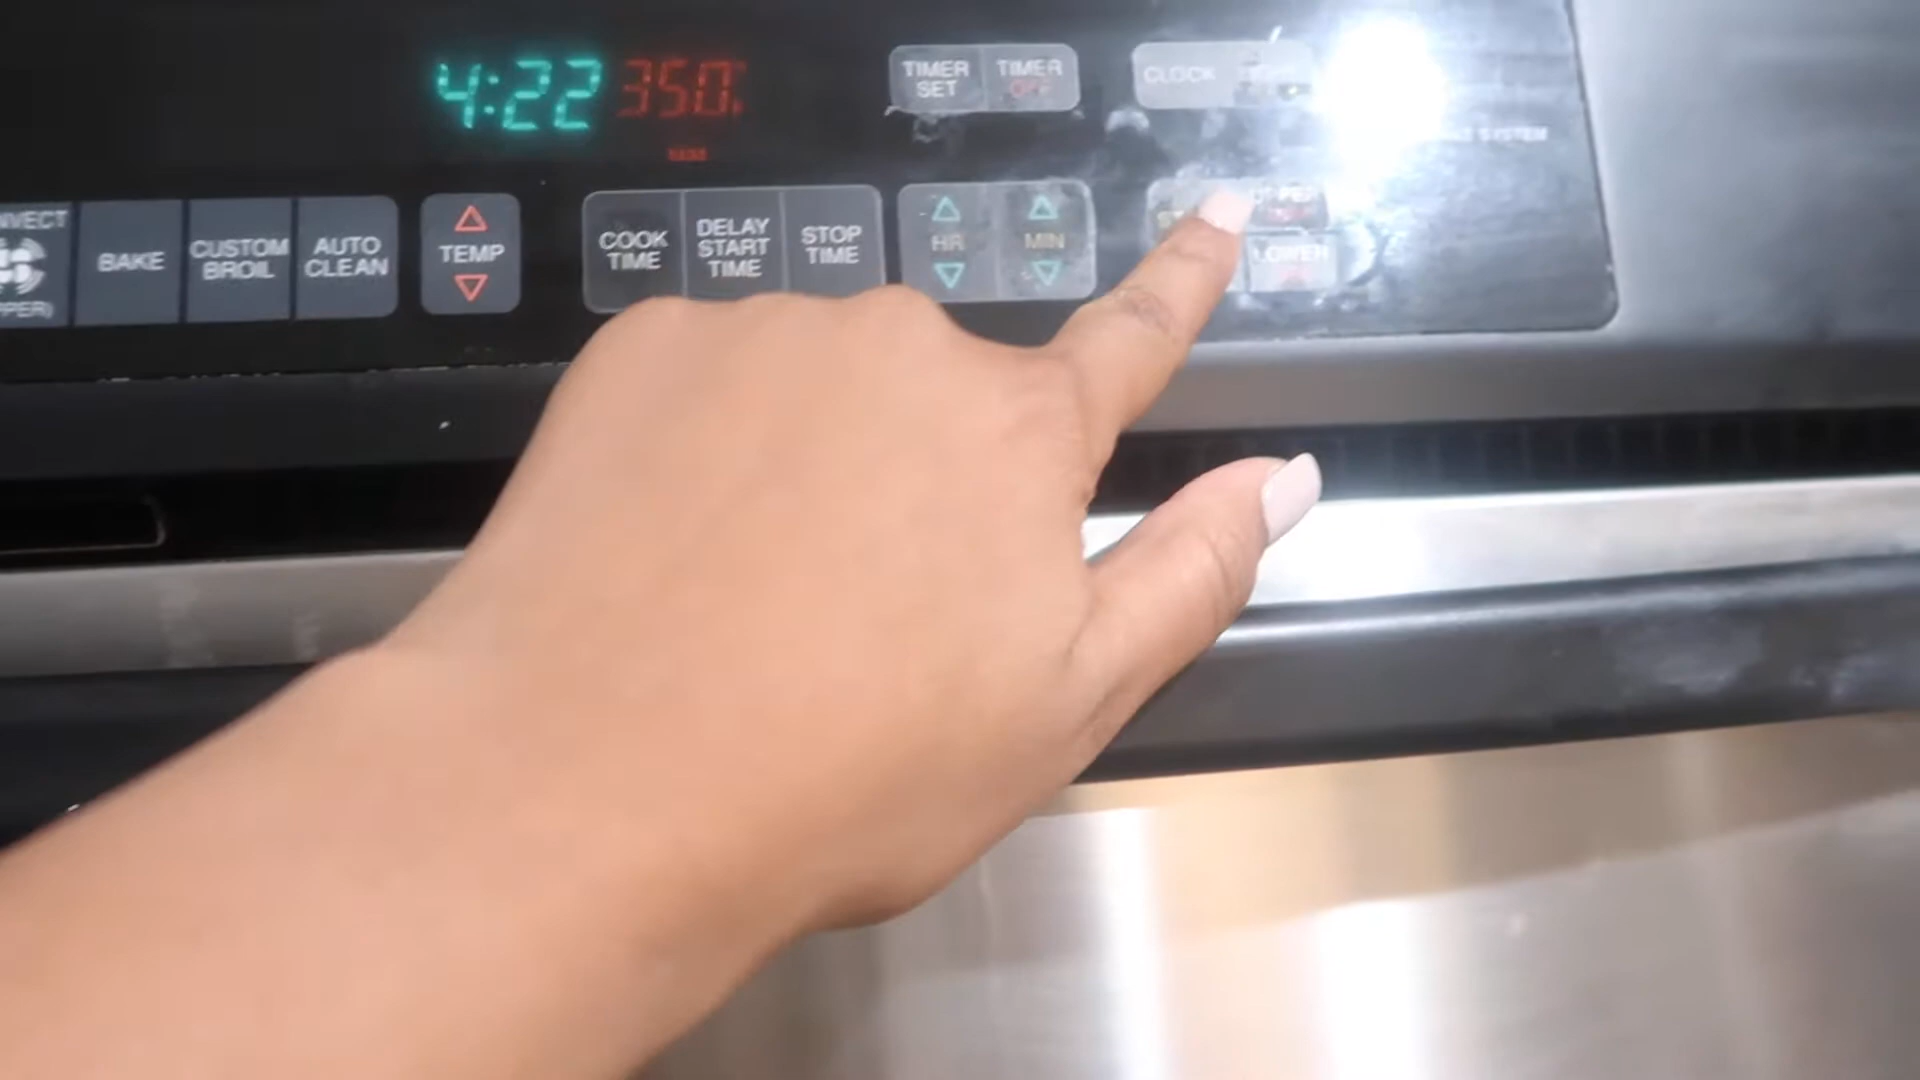 4:22 350°
TIMER SET
TIMER OFF
CLOCK
SYSTEM
BAKE
CUSTOM BROIL
AUTO CLEAN
TEMP
COOK TIME
DELAY START TIME
STOP TIME
HR
MIN
LOWER